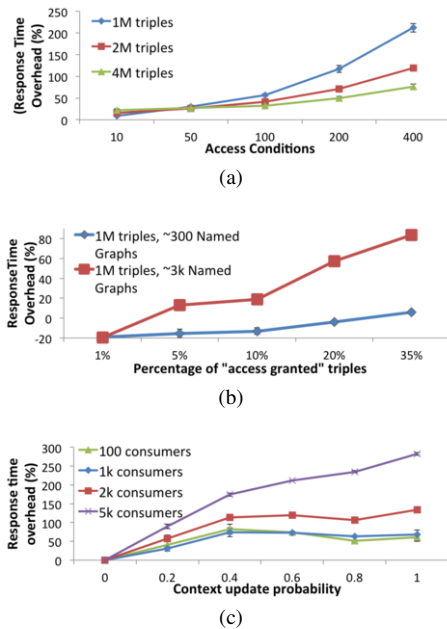 (Response Time
Overhead (%)
250
200
150
100
50
0
1M triples
2M triples
4M triples
10 50 100 200 400
Access Conditions
(a)
ResponseTime
Overhead (%)
80
60
40
20
0
-20
1M triples, ~300 Named
Graphs
1M triples, ~3k Named
Graphs
1% 5% 10% 20% 35%
Percentage of "access granted" triples
(b)
Response time
overhead (%)
300
250
200
150
100
50
0
100 consumers
1k consumers
2k consumers
5k consumers
0 0.2 0.4 0.6 0.8 1
Context update probability
(c)